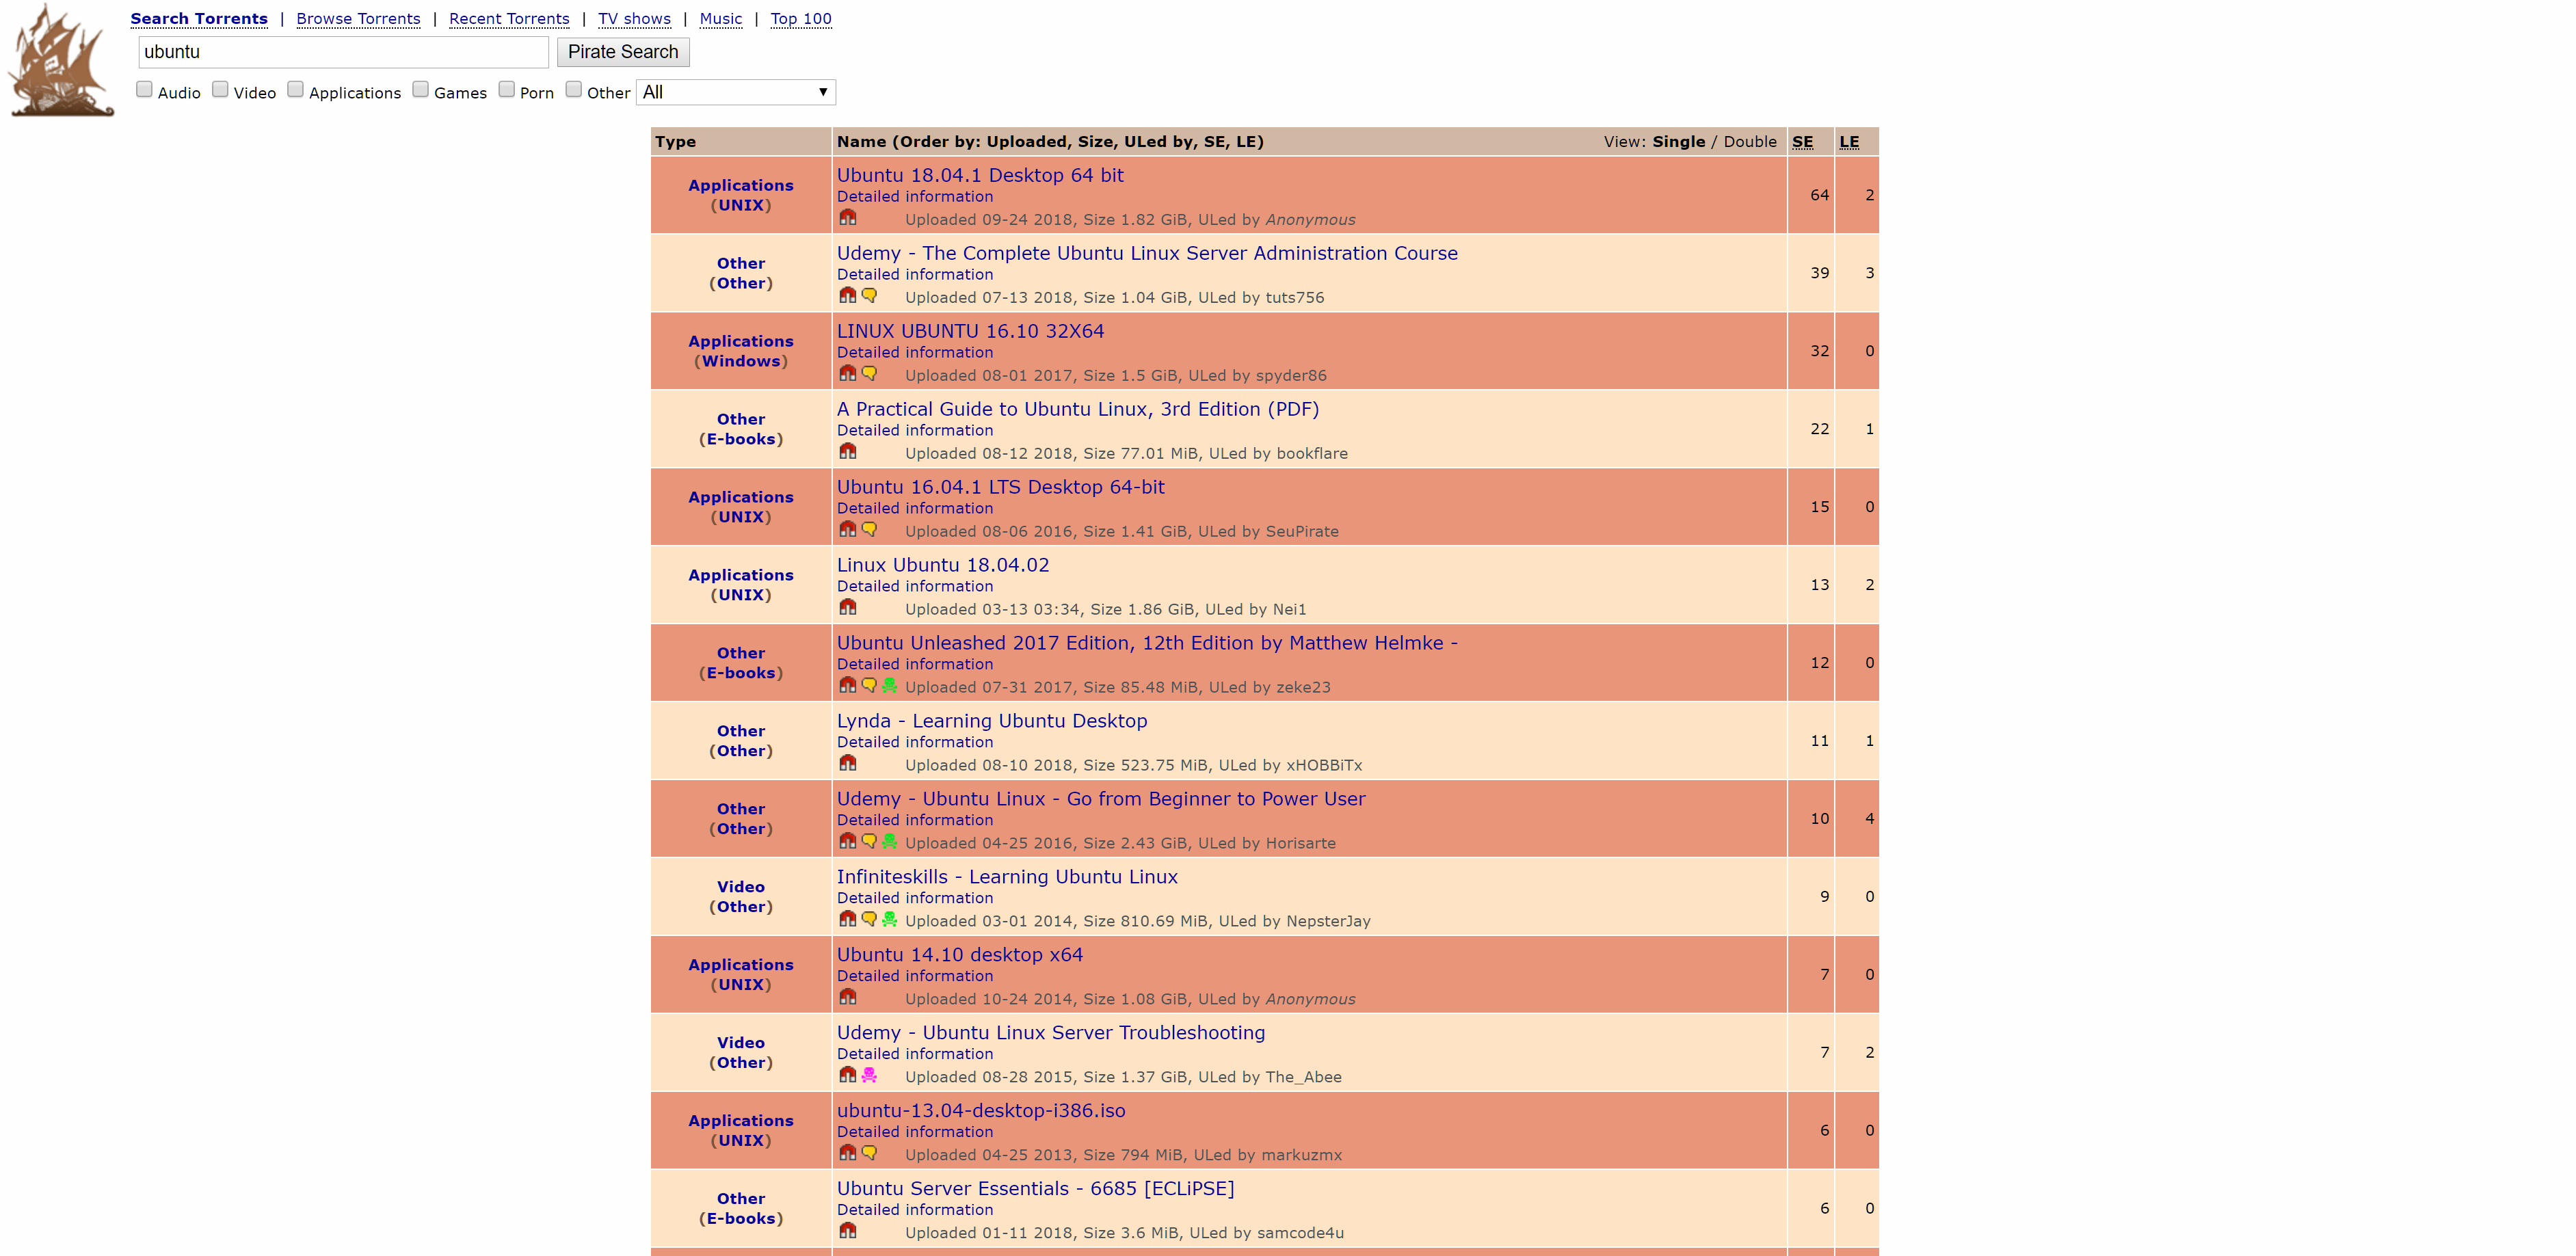 Search Torrents | Browse Torrents | Recent Torrents | TV shows | Music | Top 100
ubuntu Pirate Search
Audio Video Applications Games Porn Other All
Type Name (Order by: Uploaded, Size, ULed by, SE, LE) View: Single / Double SE LE
Applications
(UNIX)
Ubuntu 18.04.1 Desktop 64 bit
Detailed information
Uploaded 09-24 2018, Size 1.82 GiB, ULed by Anonymous
64 2
Other
(Other)
Udemy - The Complete Ubuntu Linux Server Administration Course
Detailed information
Uploaded 07-13 2018, Size 1.04 GiB, ULed by tuts756
39 3
Applications
(Windows)
LINUX UBUNTU 16.10 32X64
Detailed information
Uploaded 08-01 2017, Size 1.5 GiB, ULed by spyder86
32 0
Other
(E-books)
A Practical Guide to Ubuntu Linux, 3rd Edition (PDF)
Detailed information
Uploaded 08-12 2018, Size 77.01 MiB, ULed by bookflare
22 1
Applications
(UNIX)
Ubuntu 16.04.1 LTS Desktop 64-bit
Detailed information
Uploaded 08-06 2016, Size 1.41 GiB, ULed by SeuPirate
15 0
Applications
(UNIX)
Linux Ubuntu 18.04.02
Detailed information
Uploaded 03-13 03:34, Size 1.86 GiB, ULed by Nei1
13 2
Other
(E-books)
Ubuntu Unleashed 2017 Edition, 12th Edition by Matthew Helmke -
Detailed information
Uploaded 07-31 2017, Size 85.48 MiB, ULed by zeke23
12 0
Other
(Other)
Lynda - Learning Ubuntu Desktop
Detailed information
Uploaded 08-10 2018, Size 523.75 MiB, ULed by xHOBBiTx
11 1
Other
(Other)
Udemy - Ubuntu Linux - Go from Beginner to Power User
Detailed information
Uploaded 04-25 2016, Size 2.43 GiB, ULed by Horisarte
10 4
Video
(Other)
Infiniteskills - Learning Ubuntu Linux
Detailed information
Uploaded 03-01 2014, Size 810.69 MiB, ULed by NepsterJay
9 0
Applications
(UNIX)
Ubuntu 14.10 desktop x64
Detailed information
Uploaded 10-24 2014, Size 1.08 GiB, ULed by Anonymous
7 0
Video
(Other)
Udemy - Ubuntu Linux Server Troubleshooting
Detailed information
Uploaded 08-28 2015, Size 1.37 GiB, ULed by The_Abee
7 2
Applications
(UNIX)
ubuntu-13.04-desktop-i386.iso
Detailed information
Uploaded 04-25 2013, Size 794 MiB, ULed by markuzmx
6 0
Other
(E-books)
Ubuntu Server Essentials - 6685 [ECLiPSE]
Detailed information
Uploaded 01-11 2018, Size 3.6 MiB, ULed by samcode4u
6 0